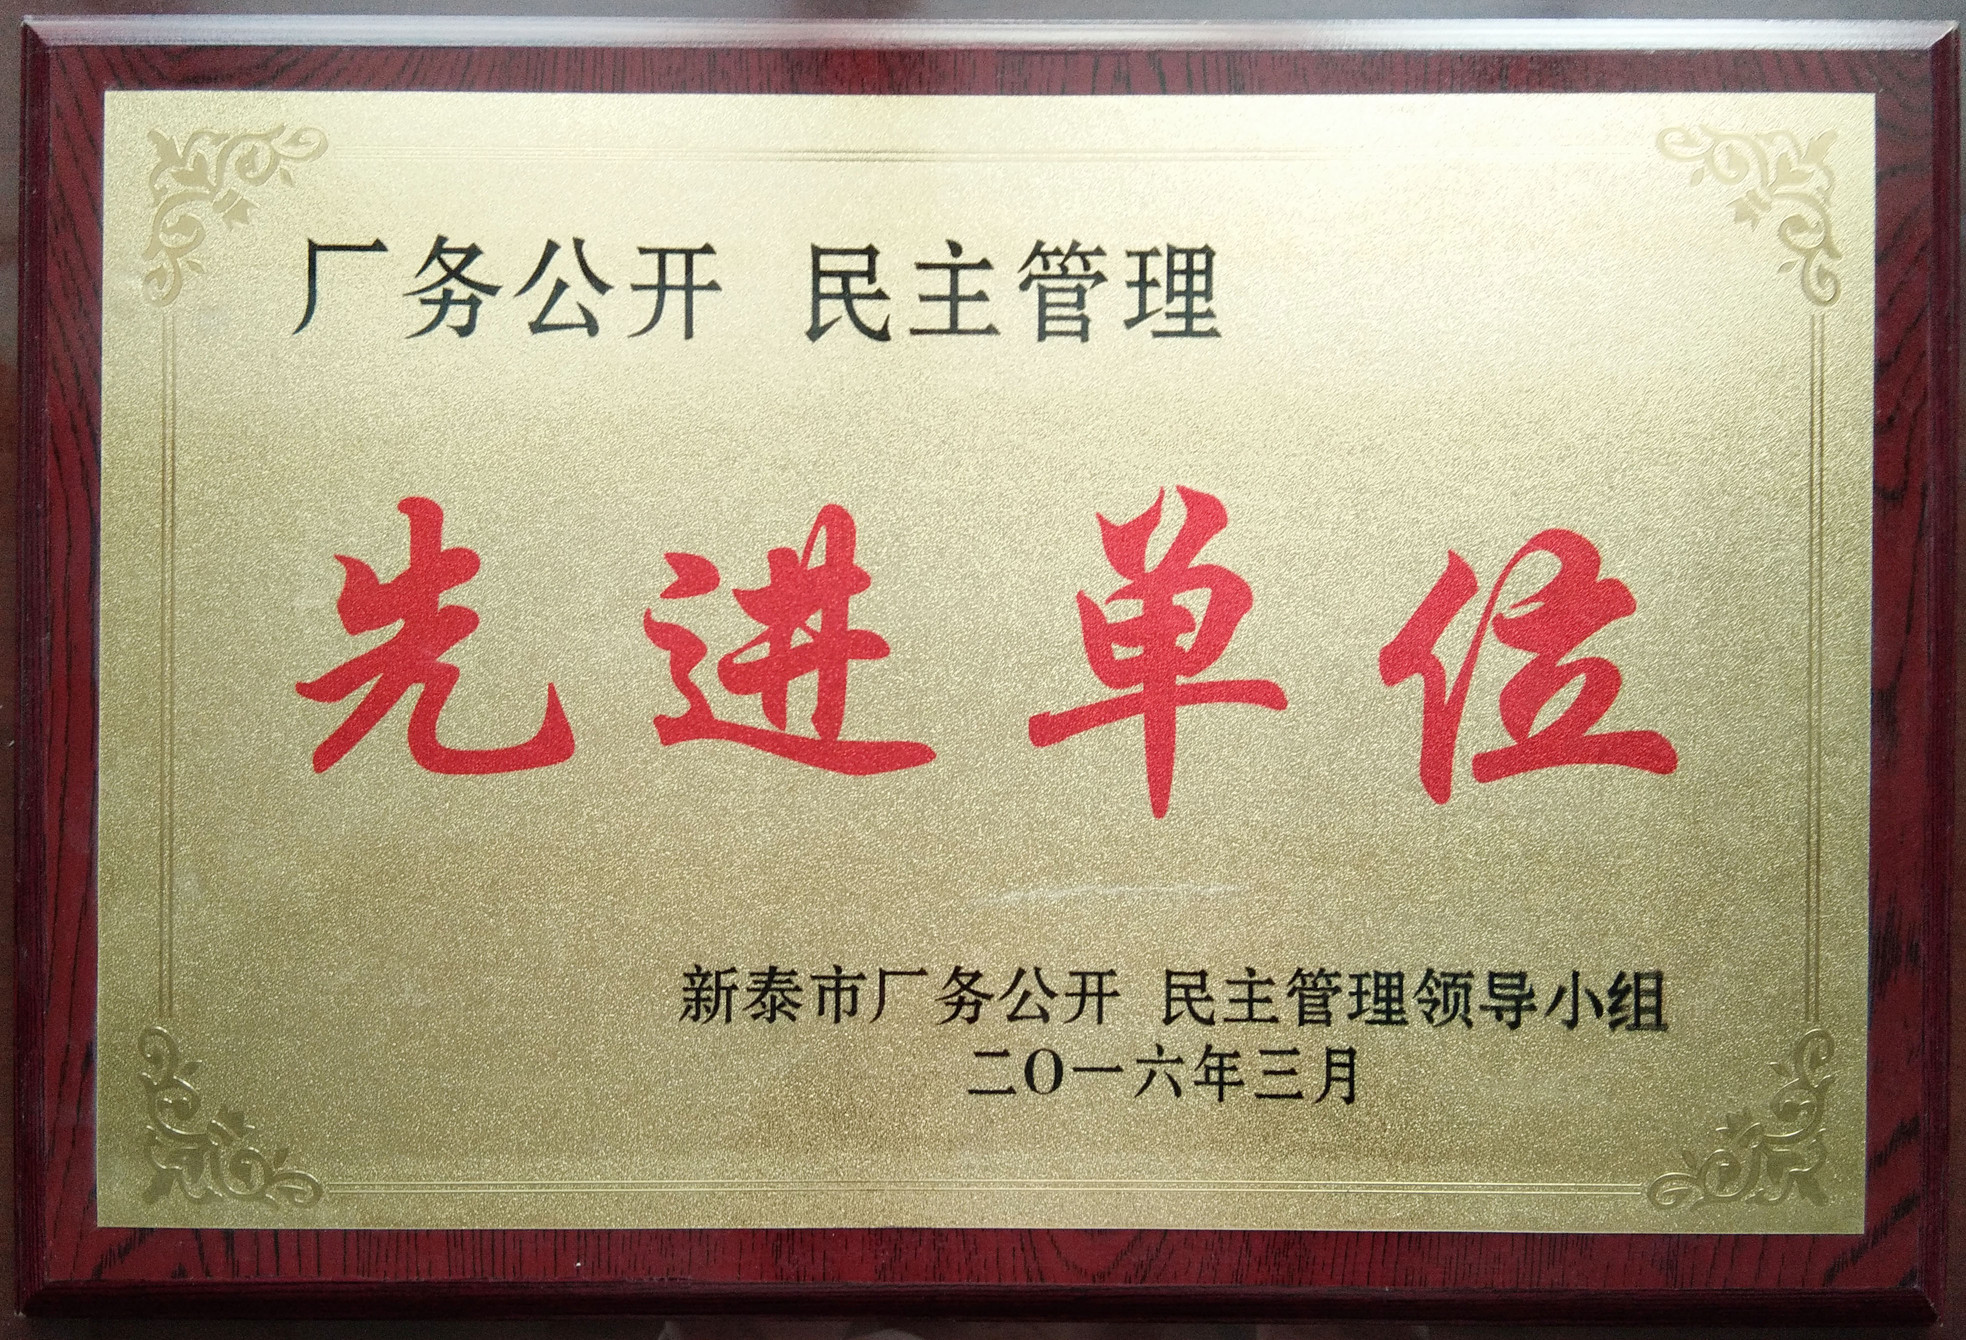 厂务公开 民主管理
先进单位
新泰市厂务公开 民主管理领导小组
二O一六年三月